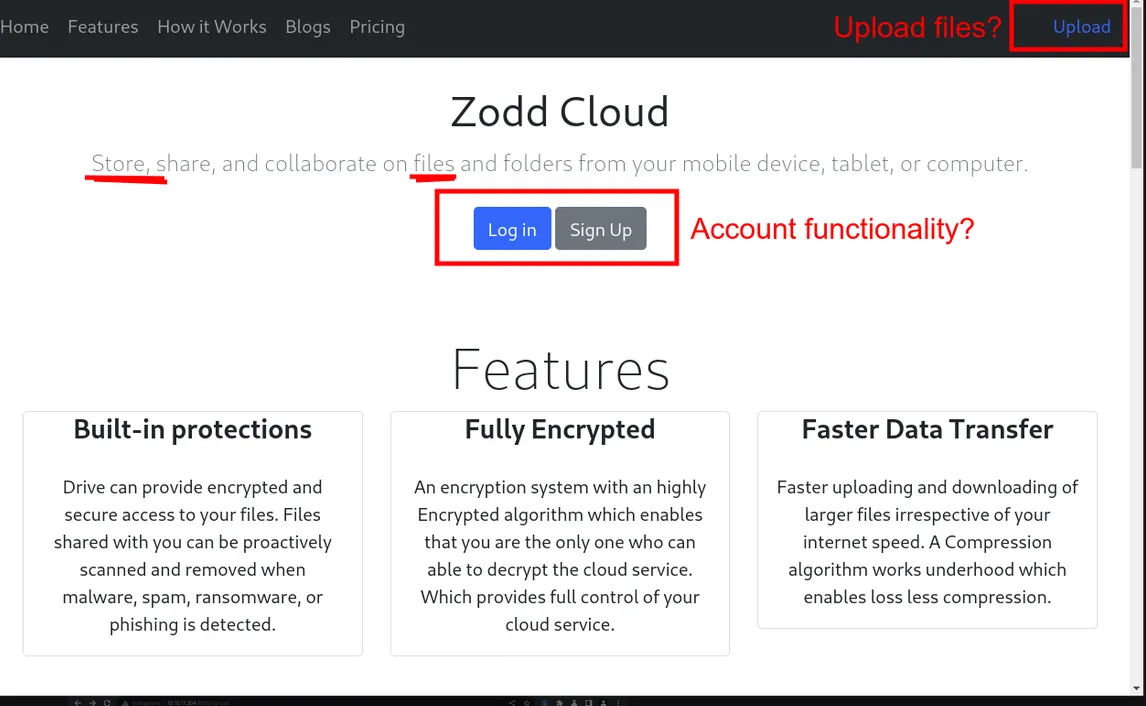 Home Features How it Works Blogs Pricing Upload files? Upload
Zodd Cloud
Store, share, and collaborate on files and folders from your mobile device, tablet, or computer.
Log in Sign Up Account functionality?
Features
Built-in protections
Drive can provide encrypted and
secure access to your files. Files
shared with you can be proactively
scanned and removed when
malware, spam, ransomware, or
phishing is detected.
Fully Encrypted
An encryption system with an highly
Encrypted algorithm which enables
that you are the only one who can
able to decrypt the cloud service.
Which provides full control of your
cloud service.
Faster Data Transfer
Faster uploading and downloading of
larger files irrespective of your
internet speed. A Compression
algorithm works underhood which
enables loss less compression.